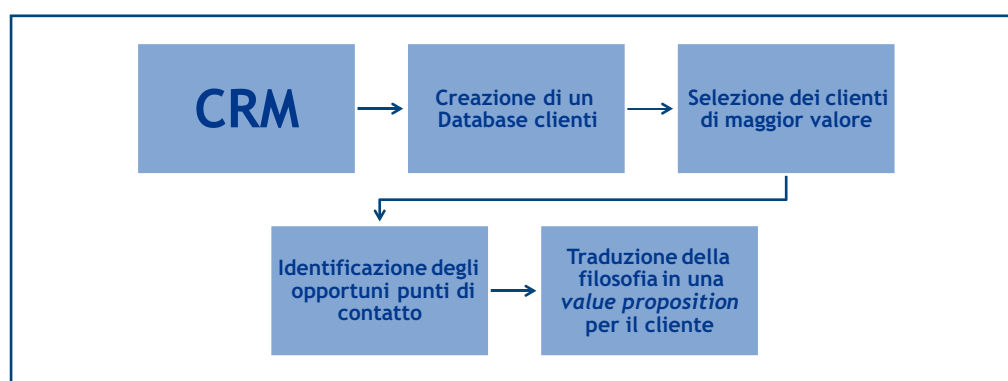 CRM
Creazione di un
Database clienti
Selezione dei clienti
di maggior valore
Identificazione degli
opportuni punti di
contatto
Traduzione della
filosofia in una
value proposition
per il cliente